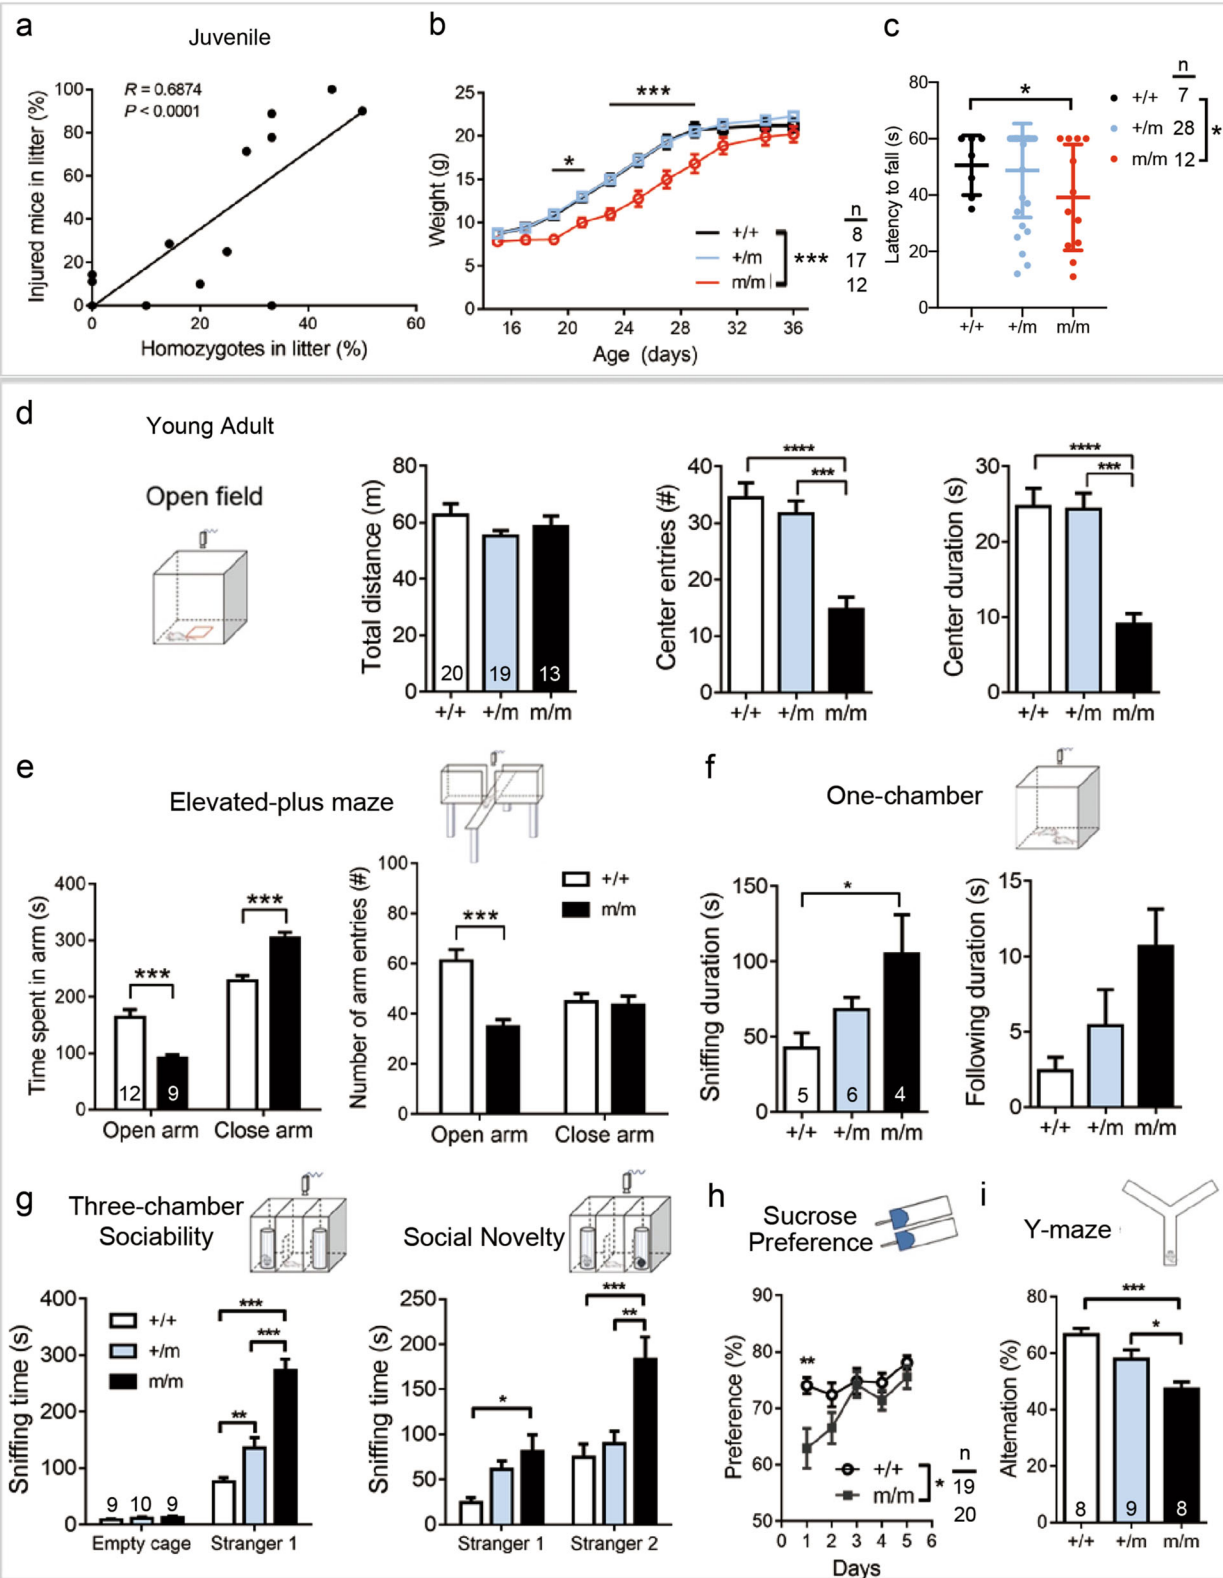 a
Juvenile
R = 0.6874
P < 0.0001
Injured mice in litter (%)
100
80
60
40
20
0
0 20 40 60
Homozygotes in litter (%)
b
Weight (g)
25
20
15
10
5
0
***
*
+/+
+/m
m/m
***
n
8
17
12
16 20 24 28 32 36
Age (days)
c
Latency to fall (s)
80
60
40
20
0
*
n
+/+ 7
+/m 28
m/m 12
*
+/+ +/m m/m
d
Young Adult
Open field
Total distance (m)
80
60
40
20
0
20 19 13
+/+ +/m m/m
Center entries (#)
40
30
20
10
0
****
***
+/+ +/m m/m
Center duration (s)
30
20
10
0
****
***
+/+ +/m m/m
e
Elevated-plus maze
Time spent in arm (s)
400
300
200
100
0
***
***
12 9
Open arm Close arm
Number of arm entries (#)
100
80
60
40
20
0
***
+/+
m/m
Open arm Close arm
f
One-chamber
Sniffing duration (s)
150
100
50
0
*
5 6 4
+/+ +/m m/m
Following duration (s)
15
10
5
0
+/+ +/m m/m
g
Three-chamber
Sociability
Sniffing time (s)
400
300
200
100
0
+/+
+/m
m/m
***
***
**
9 10 9
Empty cage Stranger 1
Social Novelty
Sniffing time (s)
250
200
150
100
50
0
*
***
**
Stranger 1 Stranger 2
h
Sucrose
Preference
Preference (%)
90
80
70
60
50
**
+/+
m/m
*
n
19
20
0 1 2 3 4 5 6
Days
i
Y-maze
Alternation (%)
80
60
40
20
0
***
*
8 9 8
+/+ +/m m/m